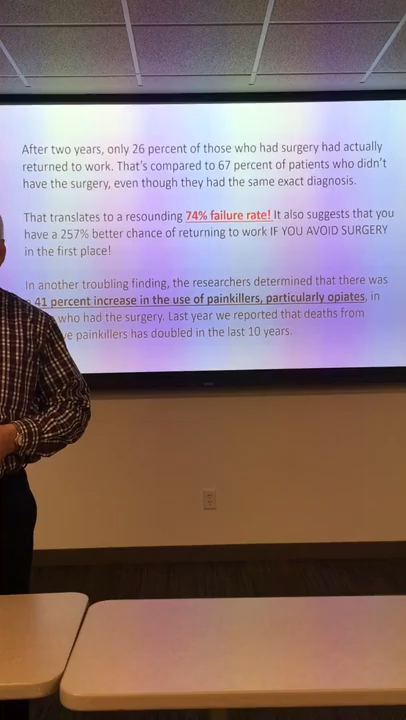 After two years, only 26 percent of those who had surgery had actually
returned to work. That's compared to 67 percent of patients who didn't
have the surgery, even though they had the same exact diagnosis.
That translates to a resounding 74% failure rate! It also suggests that you
have a 257% better chance of returning to work IF YOU AVOID SURGERY
in the first place!
In another troubling finding, the researchers determined that there was
41 percent increase in the use of painkillers, particularly opiates, in
who had the surgery. Last year we reported that deaths from
painkillers has doubled in the last 10 years.